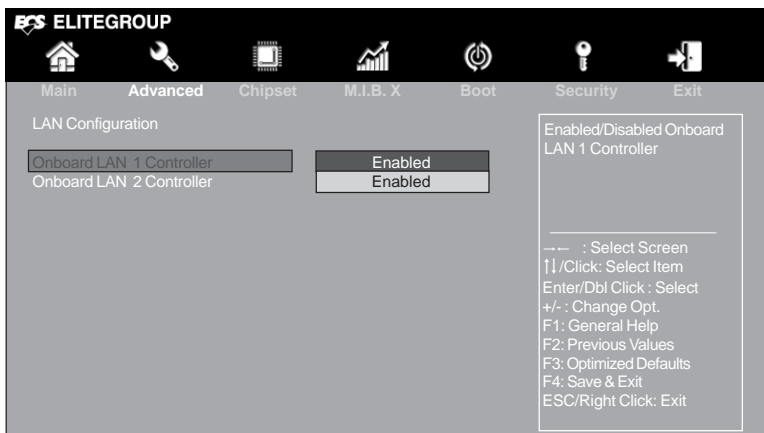 ECS ELITEGROUP
Main Advanced Chipset M.I.B. X Boot Security Exit
LAN Configuration
Onboard LAN 1 Controller Enabled
Onboard LAN 2 Controller Enabled
Enabled/Disabled Onboard
LAN 1 Controller
→← : Select Screen
↑↓/Click: Select Item
Enter/Dbl Click : Select
+/- : Change Opt.
F1: General Help
F2: Previous Values
F3: Optimized Defaults
F4: Save & Exit
ESC/Right Click: Exit